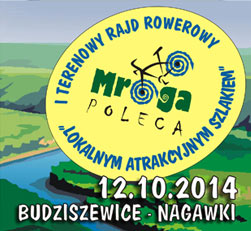 I TERENOWY RAJD ROWEROWY
Mroga
POLECA
„LOKALNYM ATRAKCYJNYM SZLAKIEM"
12.10.2014
BUDZISZEWICE - NAGAWKI